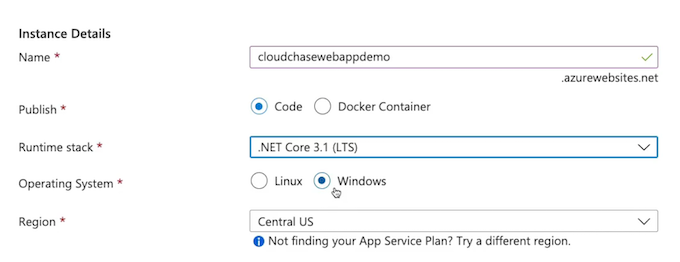 Instance Details
Name * cloudchasewebappdemo
.azurewebsites.net
Publish * Code Docker Container
Runtime stack * .NET Core 3.1 (LTS)
Operating System * Linux Windows
Region * Central US
Not finding your App Service Plan? Try a different region.